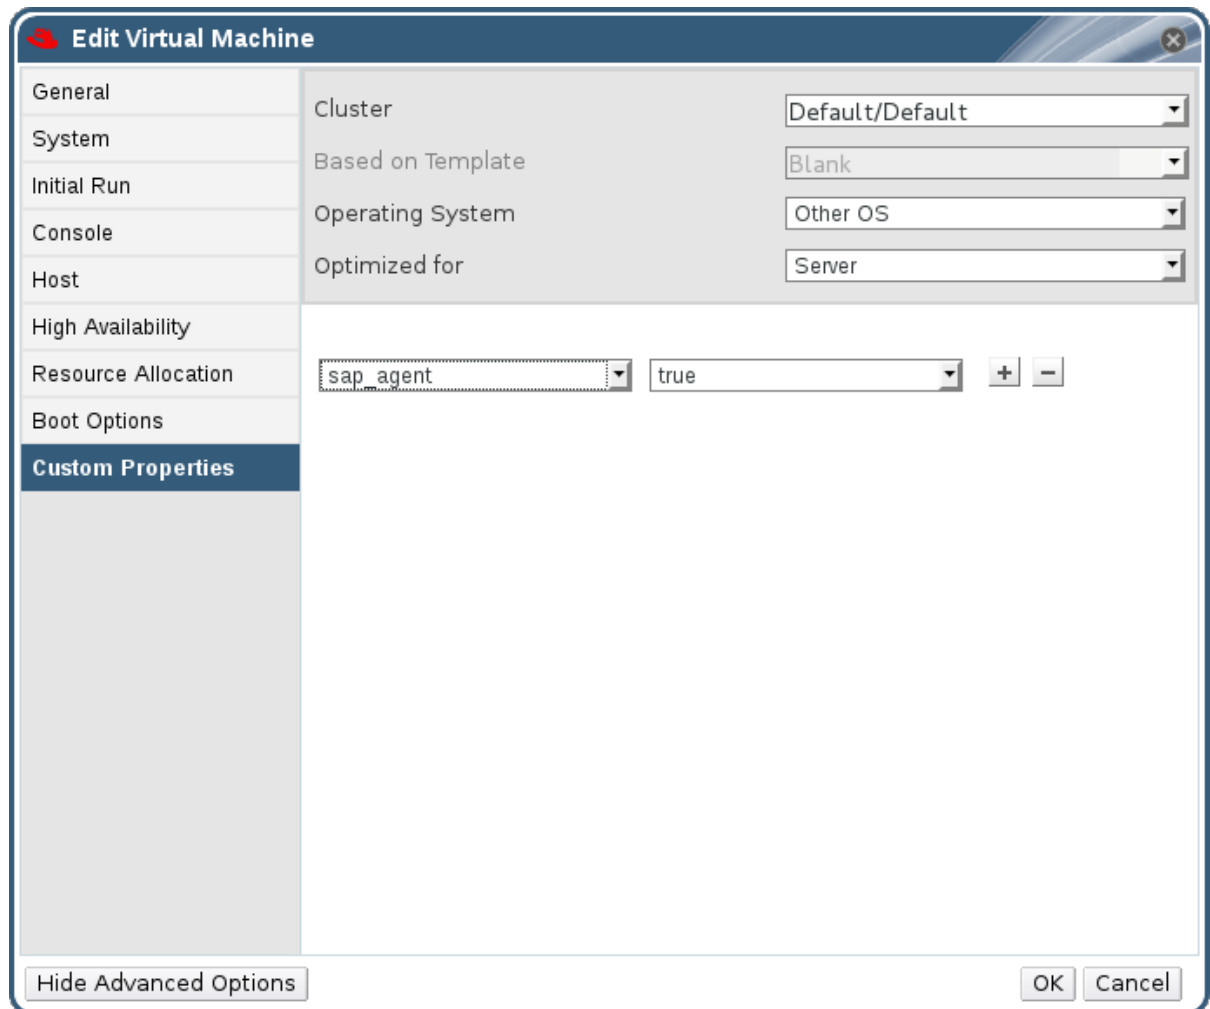 Edit Virtual Machine
General
System
Initial Run
Console
Host
High Availability
Resource Allocation
Boot Options
Custom Properties
Cluster Default/Default
Based on Template Blank
Operating System Other OS
Optimized for Server
sap_agent true + −
Hide Advanced Options OK Cancel